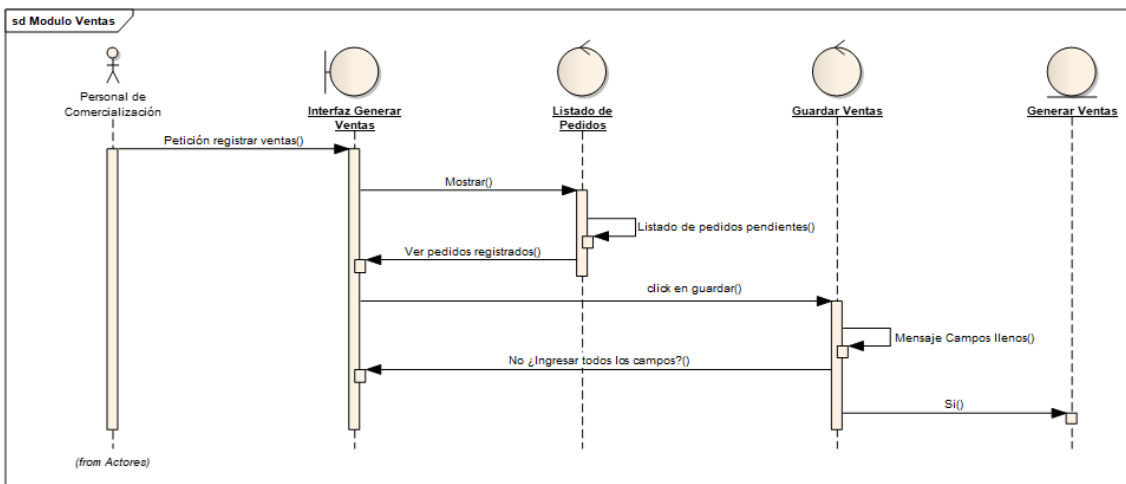 sd Modulo Ventas
Personal de
Comercialización
Interfaz Generar
Ventas
Listado de
Pedidos
Guardar Ventas
Generar Ventas
Petición registrar ventas()
Mostrar()
Listado de pedidos pendientes()
Ver pedidos registrados()
click en guardar()
Mensaje Campos llenos()
No ¿Ingresar todos los campos?()
Si()
(from Actores)